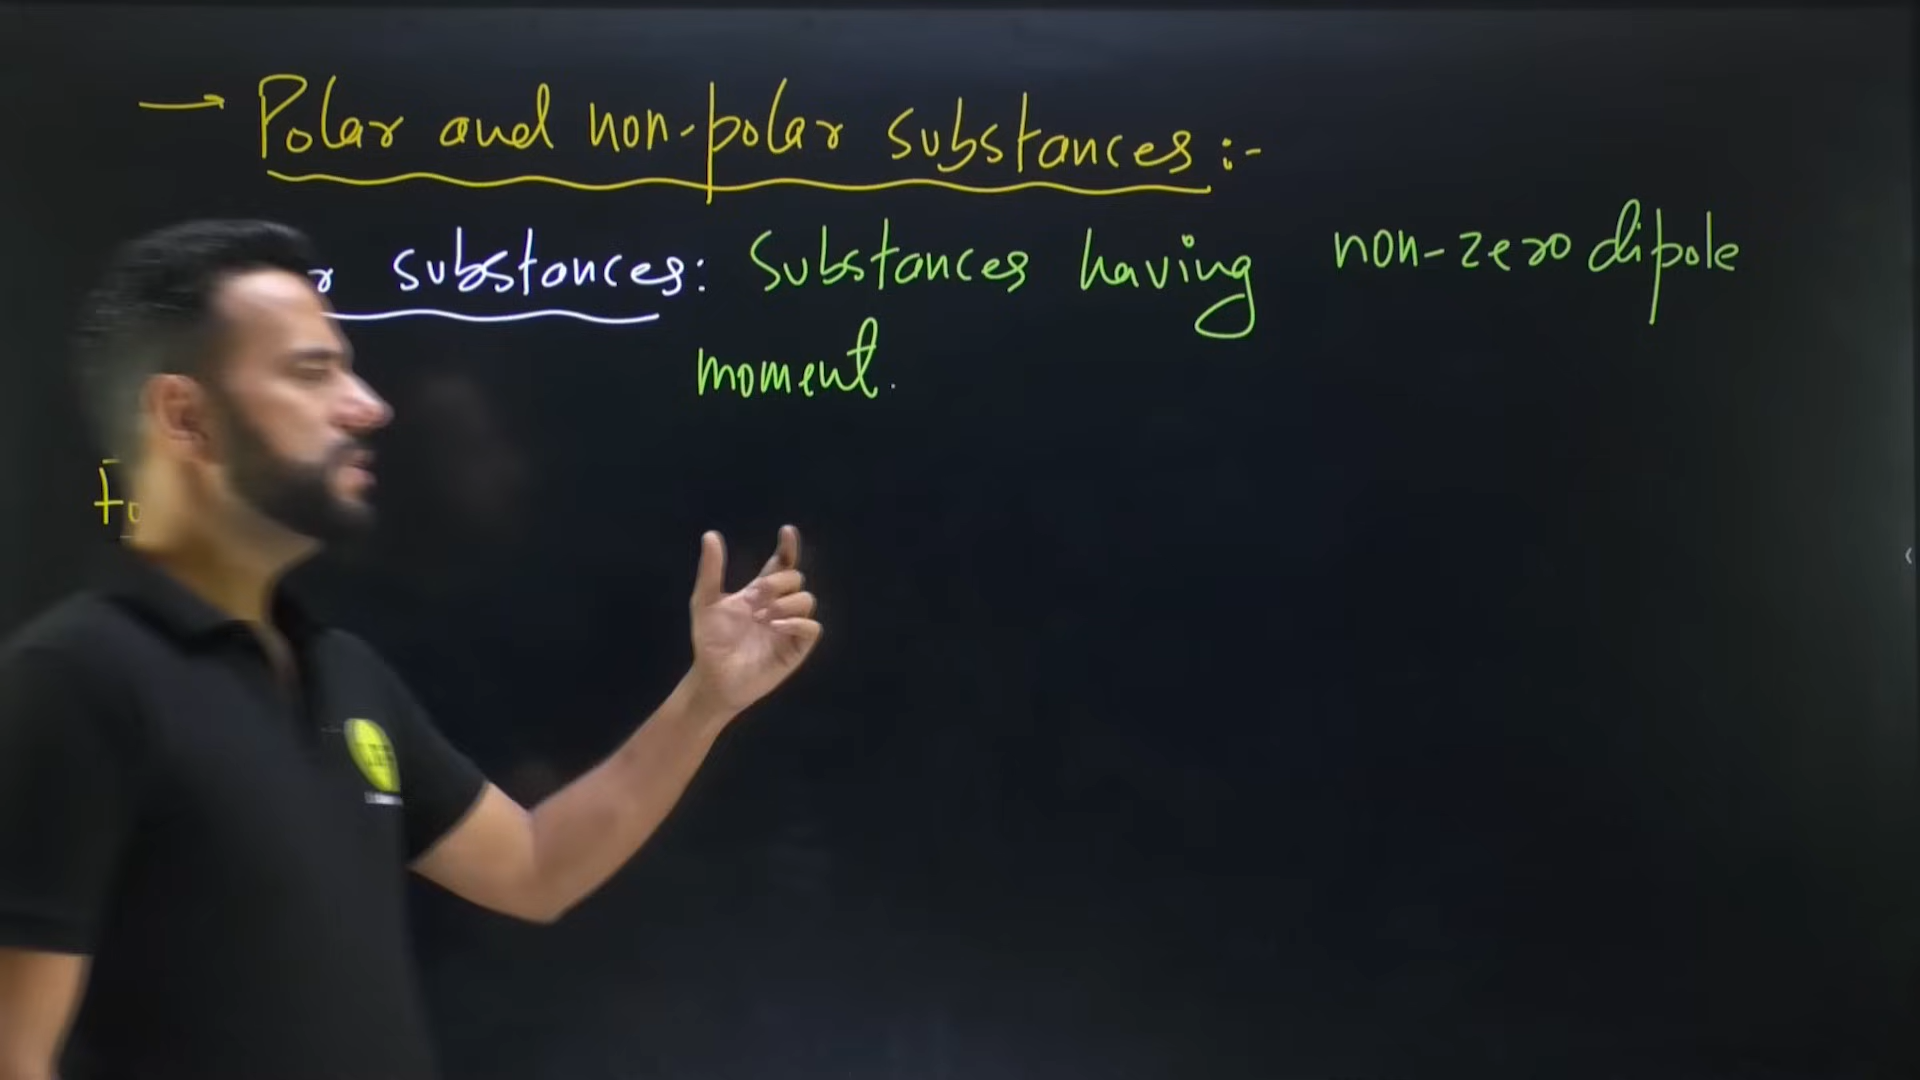 → Polar and non-polar substances :-
substances: Substances having non-zero dipole
moment.